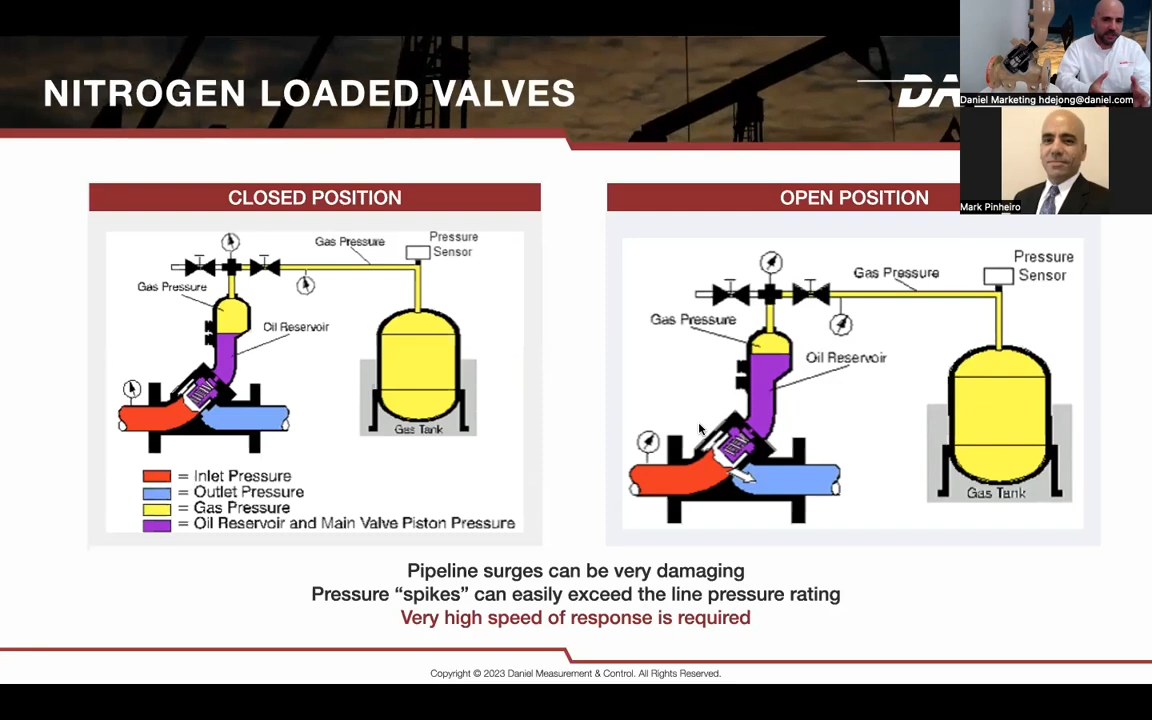 NITROGEN LOADED VALVES
DA
Daniel Marketing hdejong@daniel.com
Mark Pinheiro
CLOSED POSITION
Gas Pressure
Pressure
Sensor
Gas Pressure
Oil Reservoir
Gas Tank
= Inlet Pressure
= Outlet Pressure
= Gas Pressure
= Oil Reservoir and Main Valve Piston Pressure
OPEN POSITION
Pressure
Sensor
Gas Pressure
Gas Pressure
Oil Reservoir
Gas Tank
Pipeline surges can be very damaging
Pressure “spikes” can easily exceed the line pressure rating
Very high speed of response is required
Copyright © 2023 Daniel Measurement & Control. All Rights Reserved.